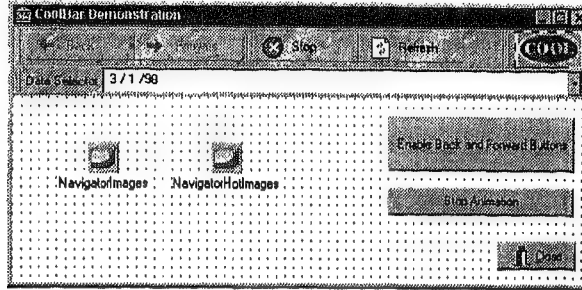 CoolBar Demonstration
Back Forward Stop Refresh COOL
Date Selector 3 / 1 /98
Enable Back and Forward Buttons
NavigatorImages NavigatorHotImages
Stop Animation
Close